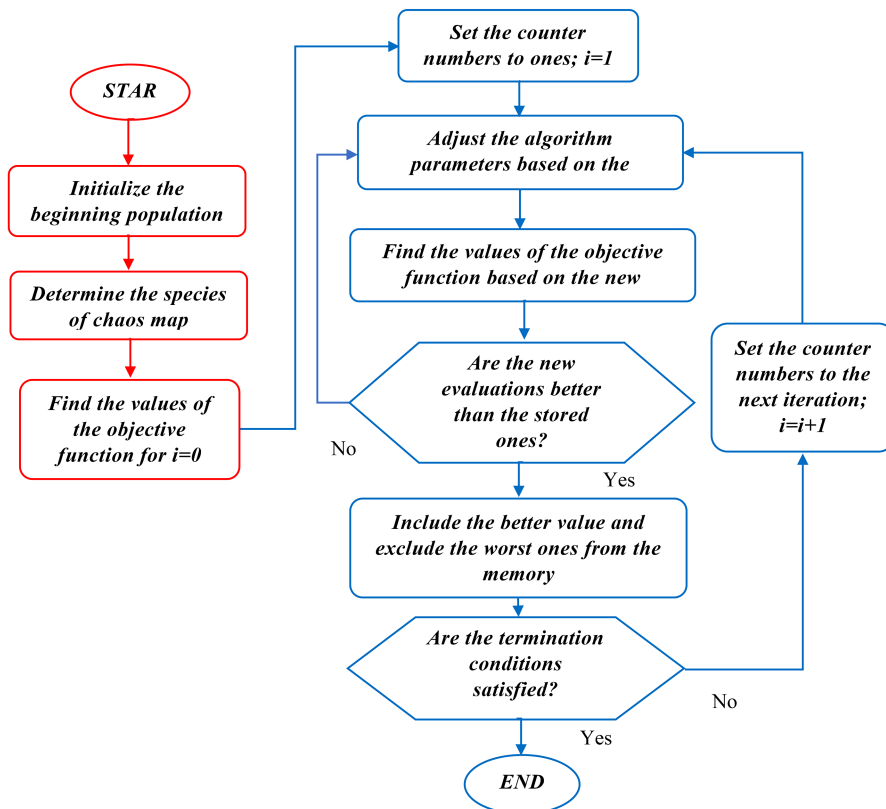 STAR
Initialize the
beginning population
Determine the species
of chaos map
Find the values of
the objective
function for i=0
Set the counter
numbers to ones; i=1
Adjust the algorithm
parameters based on the
Find the values of the objective
function based on the new
Are the new
evaluations better
than the stored
ones?
No
Yes
Include the better value and
exclude the worst ones from the
memory
Are the termination
conditions
satisfied?
No
Yes
Set the counter
numbers to the
next iteration;
i=i+1
END